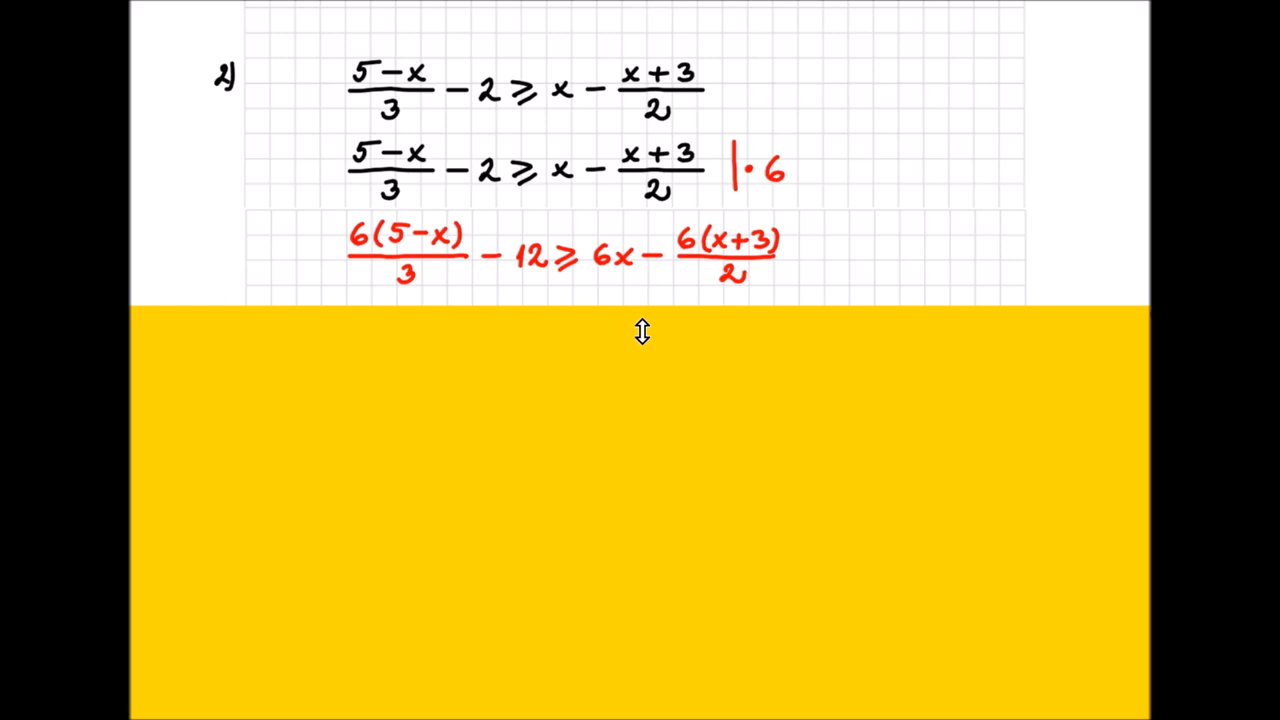 2) (5-x)/3 - 2 ⩾ x - (x+3)/2
(5-x)/3 - 2 ⩾ x - (x+3)/2 |·6
6(5-x)/3 - 12 ⩾ 6x - 6(x+3)/2